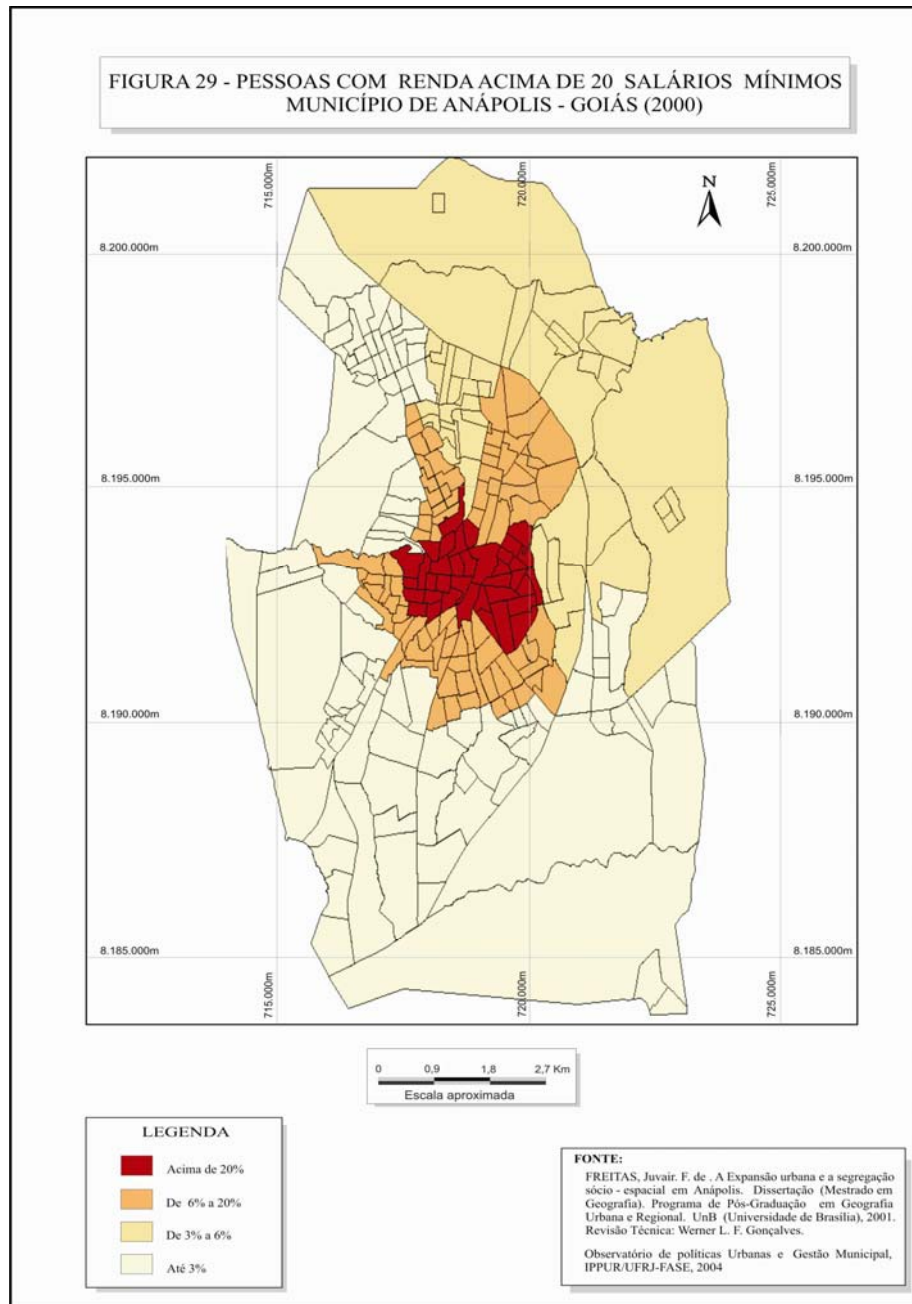 FIGURA 29 - PESSOAS COM RENDA ACIMA DE 20 SALÁRIOS MÍNIMOS
MUNICÍPIO DE ANÁPOLIS - GOIÁS (2000)
715.000m
720.000m
725.000m
N
8.200.000m
8.200.000m
8.195.000m
8.195.000m
8.190.000m
8.190.000m
8.185.000m
8.185.000m
715.000m
720.000m
725.000m
0 0,9 1,8 2,7 Km
Escala aproximada
LEGENDA
Acima de 20%
De 6% a 20%
De 3% a 6%
Até 3%
FONTE:
FREITAS, Juvair. F. de . A Expansão urbana e a segregação
sócio - espacial em Anápolis. Dissertação (Mestrado em
Geografia). Programa de Pós-Graduação em Geografia
Urbana e Regional. UnB (Universidade de Brasília), 2001.
Revisão Técnica: Werner L. F. Gonçalves.
Observatório de políticas Urbanas e Gestão Municipal,
IPPUR/UFRJ-FASE, 2004